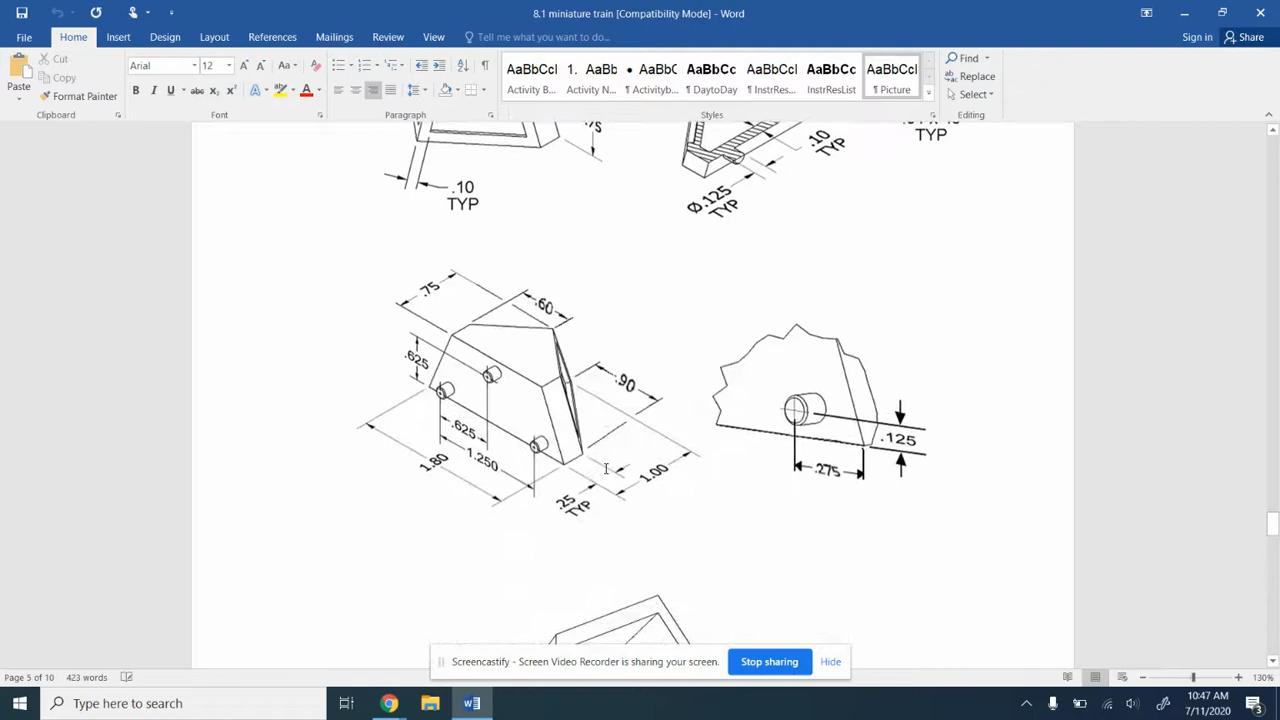 8.1 miniature train [Compatibility Mode] - Word
File Home Insert Design Layout References Mailings Review View Tell me what you want to do... Sign in Share
Paste
Cut
Copy
Format Painter
Clipboard
Arial 12
Font
Paragraph
AaBbCcI 1. AaBb • AaBbC AaBbCc AaBbCcI AaBbCc AaBbCcI
Activity B... Activity N... ¶ Activityb... ¶ DaytoDay ¶ InstrRes... InstrResList ¶ Picture
Styles
Find
Replace
Select
Editing
.10
TYP
.10
TYP
Ø.125
TYP
TYP
.75
.60
.625
.90
.625
1.250
1.80
.25
TYP
1.00
.125
.275
Screencastify - Screen Video Recorder is sharing your screen. Stop sharing Hide
Page 5 of 10 423 words 130%
Type here to search
10:47 AM
7/11/2020
3